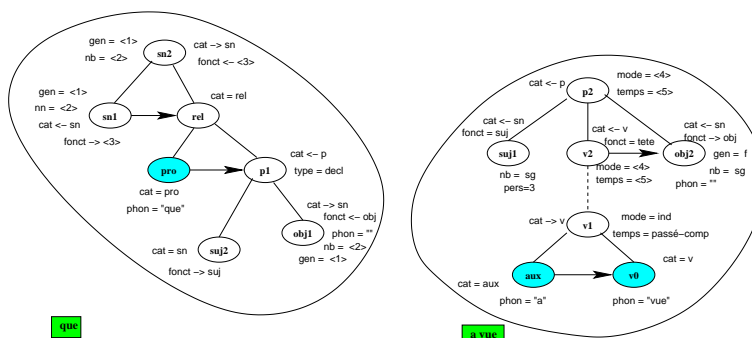 gen = <1>
nb = <2>
sn2
cat -> sn
fonct <- <3>
gen = <1>
nn = <2>
cat <- sn
fonct -> <3>
sn1
cat = rel
rel
pro
cat = pro
phon = "que"
p1
cat <- p
type = decl
cat = sn
fonct -> suj
suj2
cat -> sn
fonct <- obj
phon = ""
nb = <2>
gen = <1>
obj1
que
cat <- p
p2
mode = <4>
temps = <5>
cat <- sn
fonct = suj
suj1
nb = sg
pers=3
cat <- v
fonct = tete
v2
mode = <4>
temps = <5>
cat <- sn
fonct -> obj
obj2
gen = f
nb = sg
phon = ""
cat -> v
v1
mode = ind
temps = passé-comp
cat = aux
aux
phon = "a"
cat = v
v0
phon = "vue"
a vue